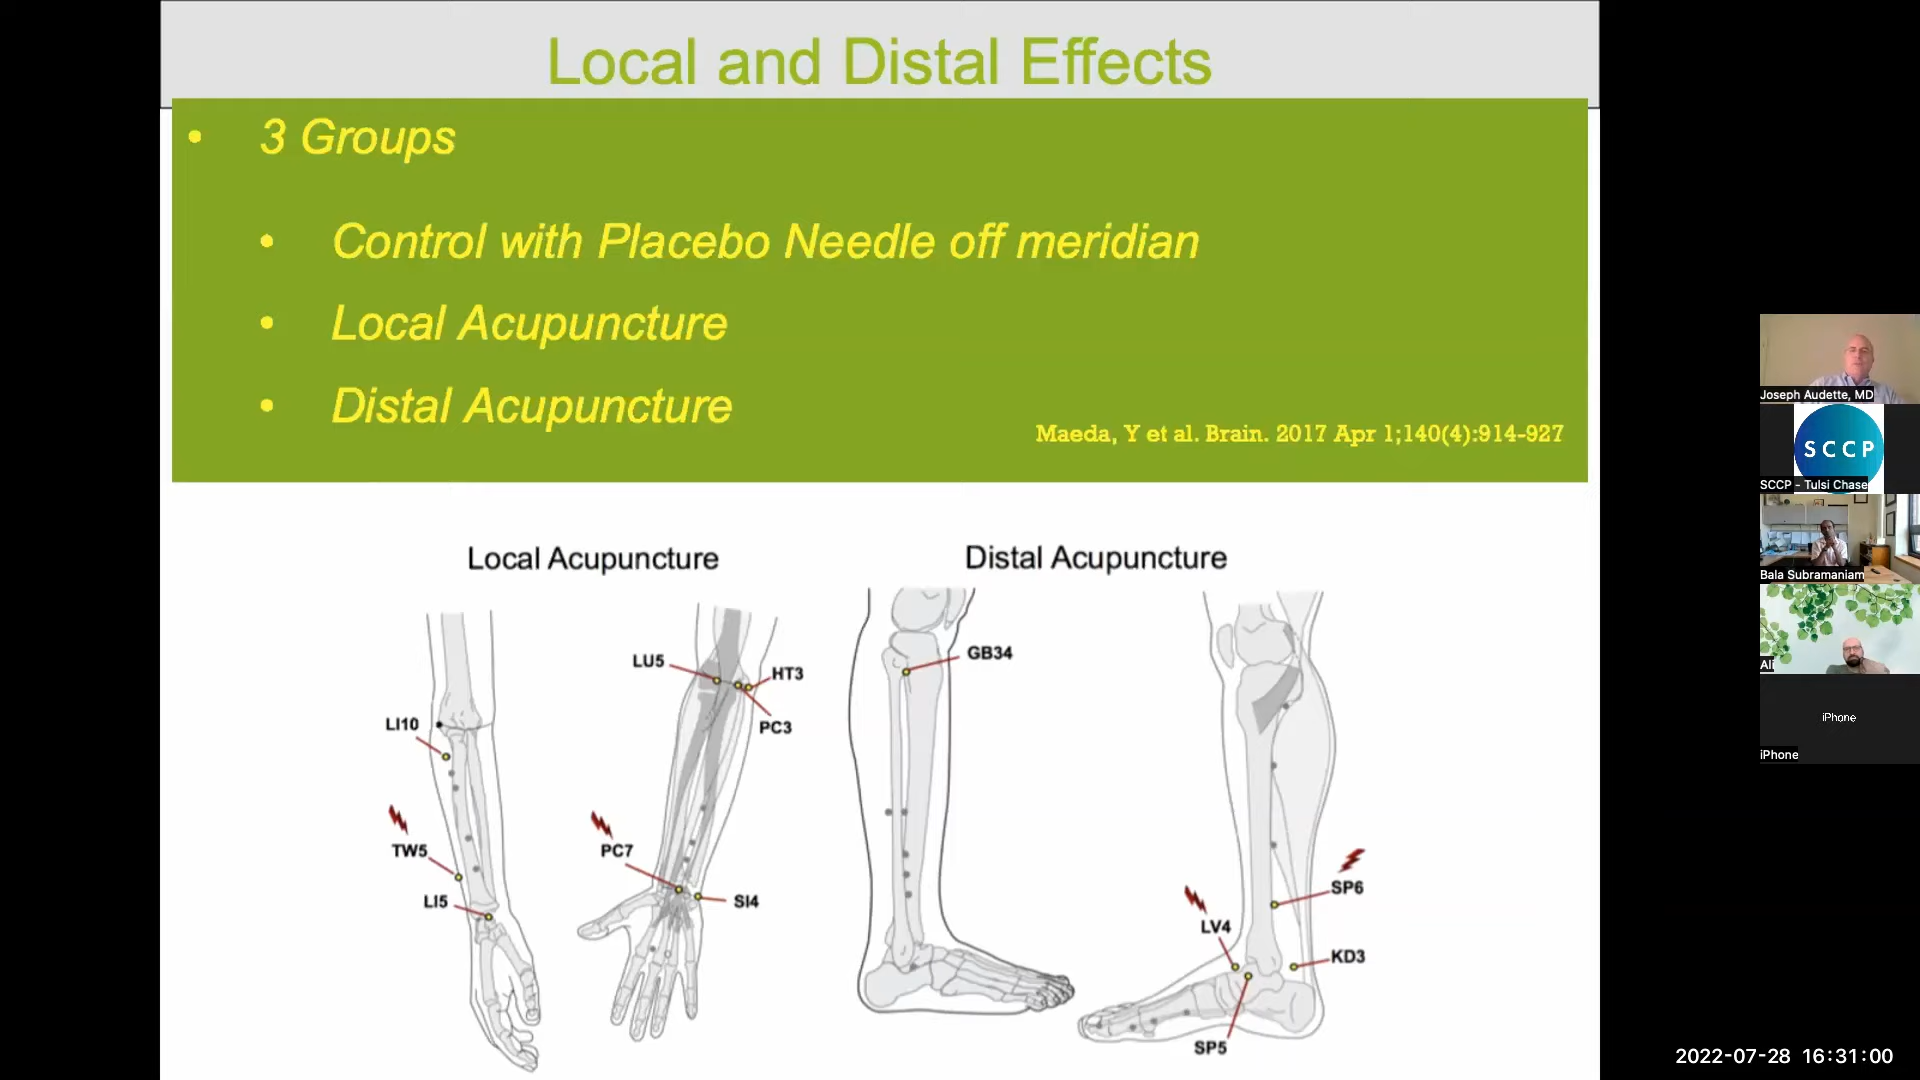 Local and Distal Effects
• 3 Groups
• Control with Placebo Needle off meridian
• Local Acupuncture
• Distal Acupuncture
Maeda, Y et al. Brain. 2017 Apr 1;140(4):914-927
Local Acupuncture
Distal Acupuncture
LI10
TW5
LI5
LU5
HT3
PC3
PC7
SI4
GB34
SP6
LV4
KD3
SP5
Joseph Audette, MD
SCCP
SCCP - Tulsi Chase
Bala Subramaniam
Ali
iPhone
iPhone
2022-07-28 16:31:00